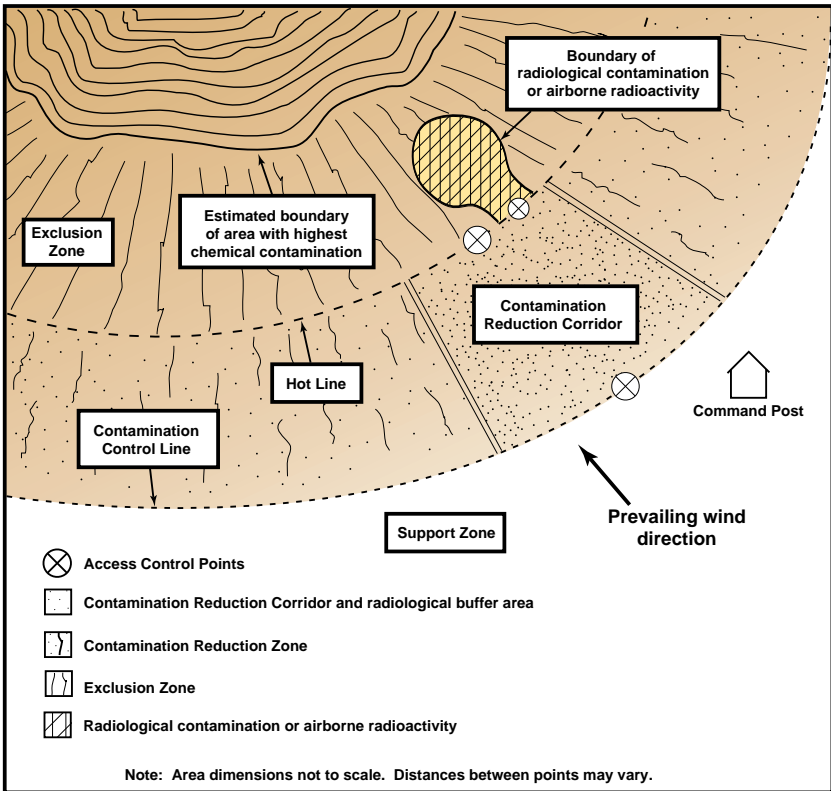 Boundary of
radiological contamination
or airborne radioactivity
Exclusion
Zone
Estimated boundary
of area with highest
chemical contamination
Contamination
Reduction Corridor
Hot Line
Command Post
Contamination
Control Line
Prevailing wind
direction
Support Zone
Access Control Points
Contamination Reduction Corridor and radiological buffer area
Contamination Reduction Zone
Exclusion Zone
Radiological contamination or airborne radioactivity
Note: Area dimensions not to scale. Distances between points may vary.